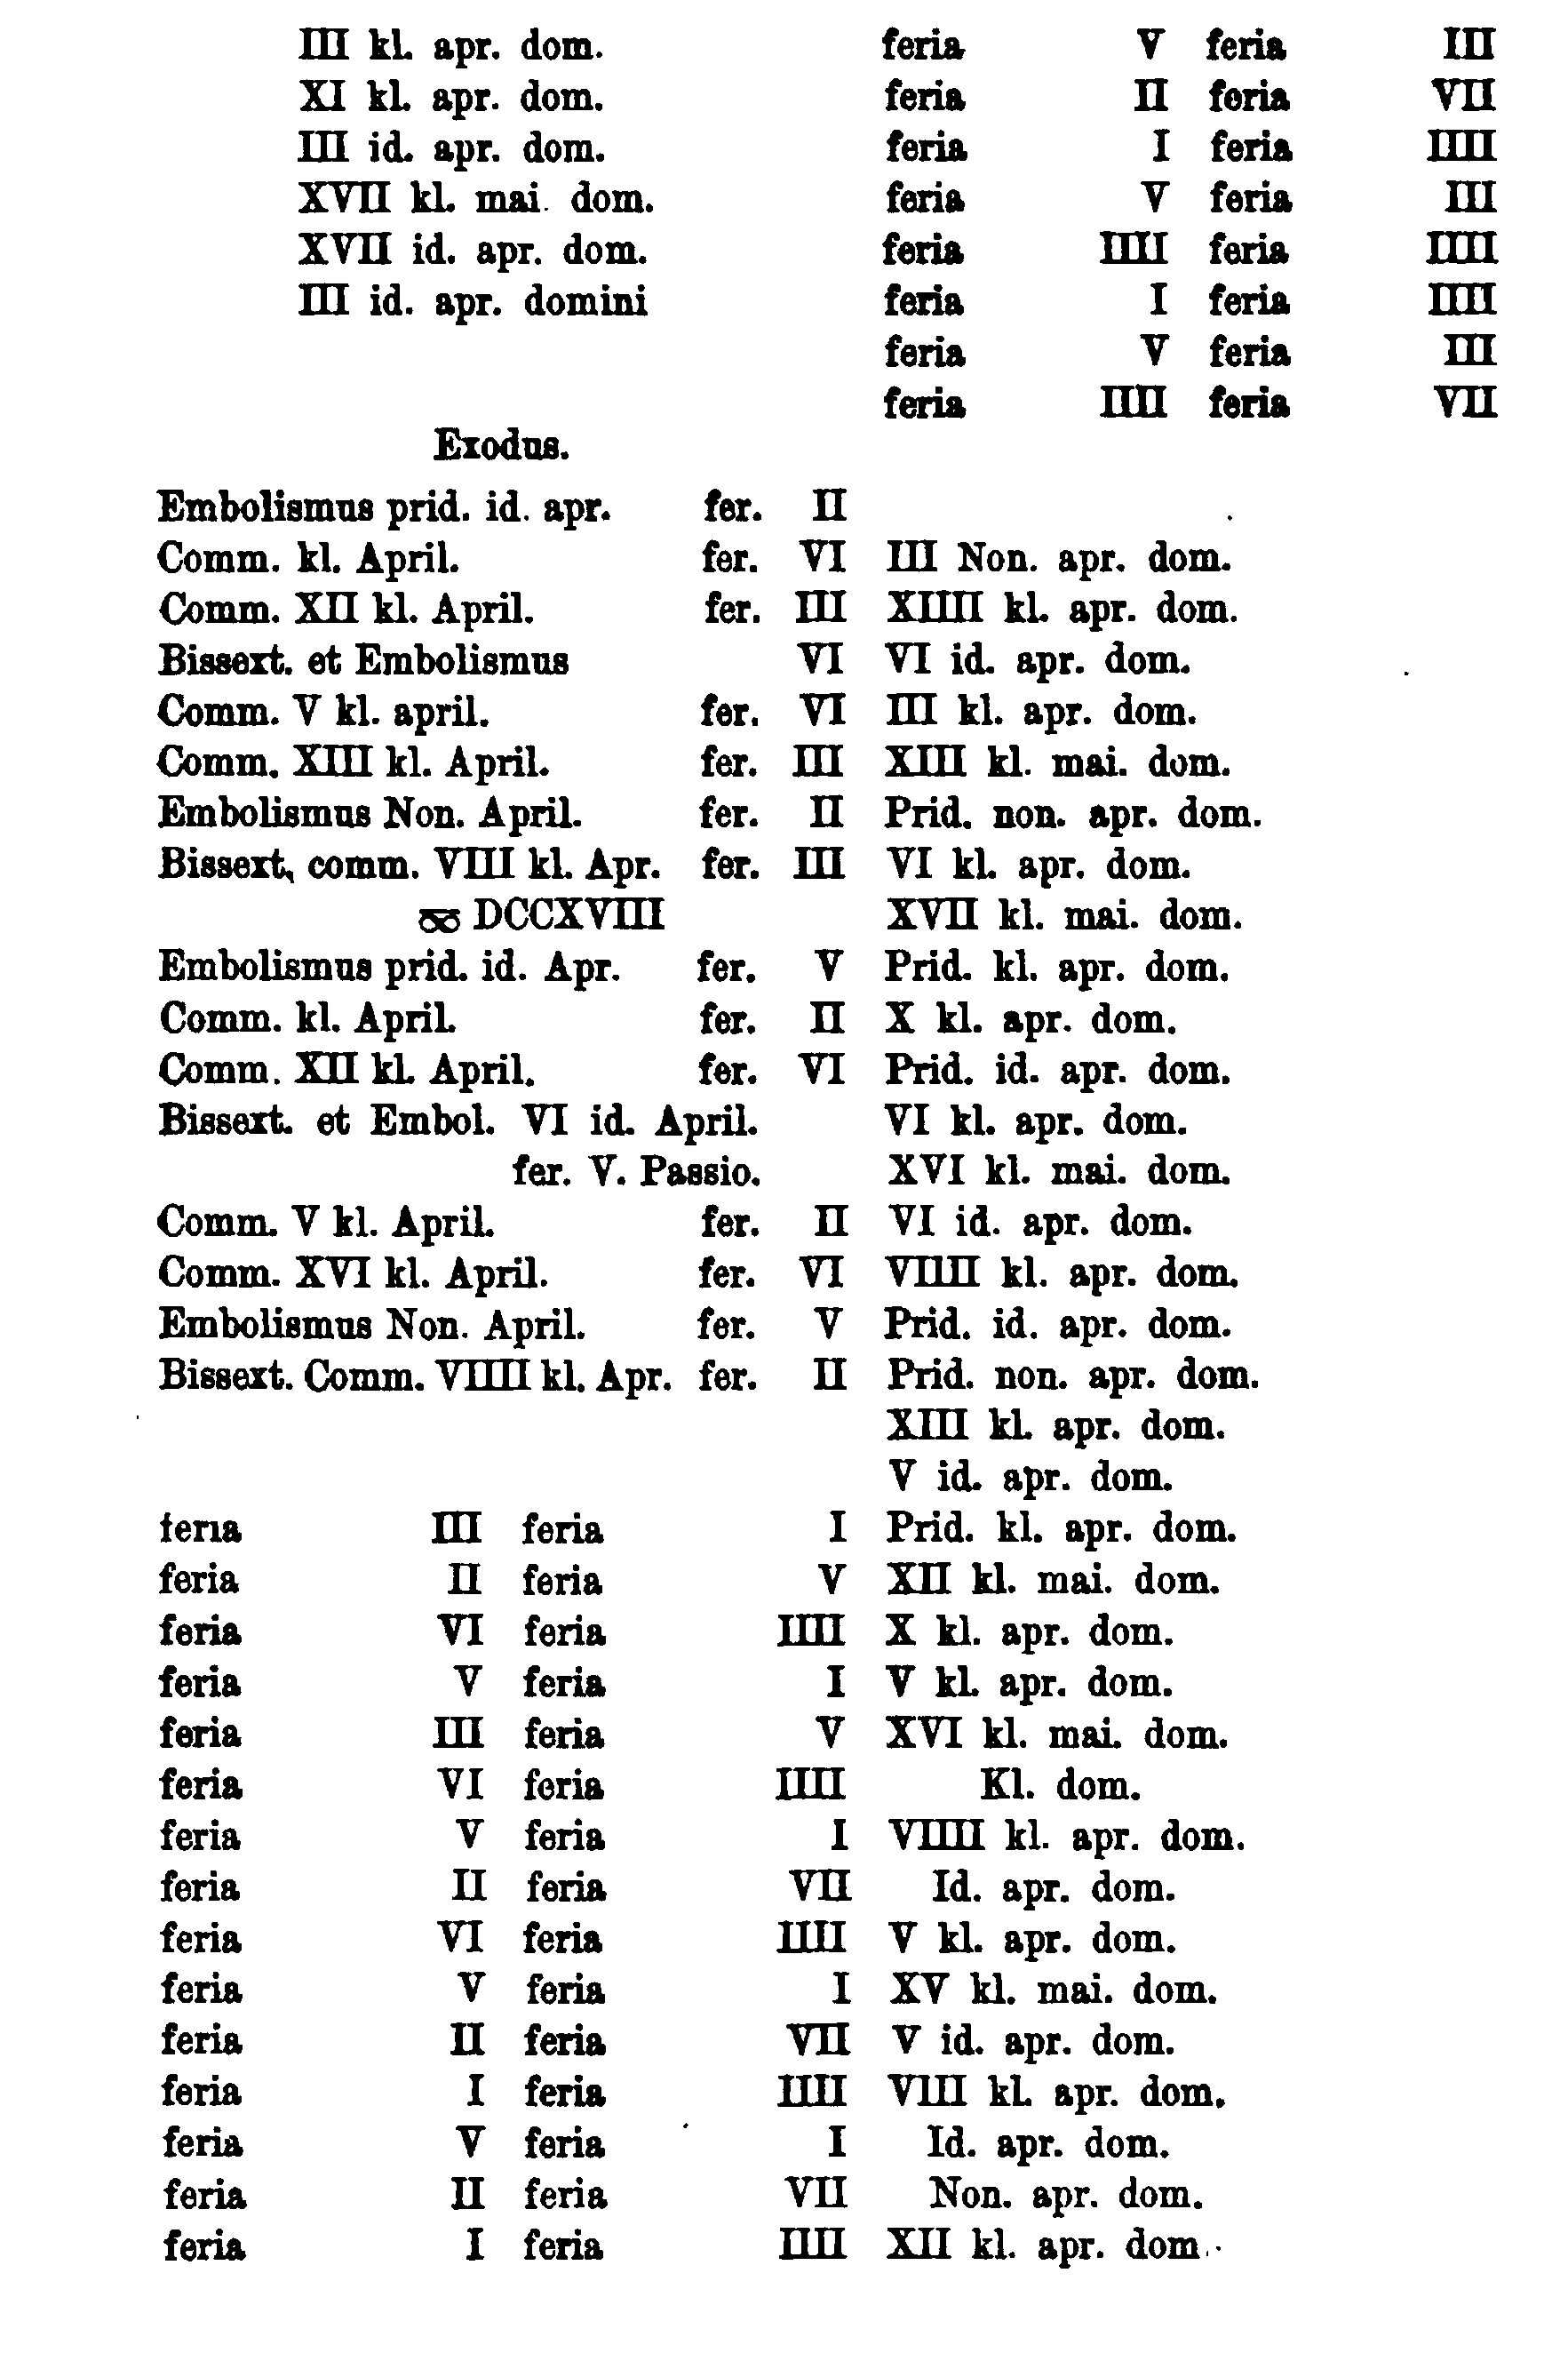 III kl. apr. dom. feria V feria III
XI kl. apr. dom. feria II feria VII
III id. apr. dom. feria I feria IIII
XVII kl. mai. dom. feria V feria III
XVII id. apr. dom. feria IIII feria IIII
III id. apr. domini feria I feria IIII
feria V feria III
feria IIII feria VII
Exodus.
Embolismus prid. id. apr. fer. II
Comm. kl. April. fer. VI III Non. apr. dom.
Comm. XII kl. April. fer. III XIIII kl. apr. dom.
Bissext. et Embolismus VI VI id. apr. dom.
Comm. V kl. april. fer. VI III kl. apr. dom.
Comm. XIII kl. April. fer. III XIII kl. mai. dom.
Embolismus Non. April. fer. II Prid. non. apr. dom.
Bissext, comm. VIII kl. Apr. fer. III VI kl. apr. dom.
DCCXVIII XVII kl. mai. dom.
Embolismus prid. id. Apr. fer. V Prid. kl. apr. dom.
Comm. kl. April. fer. II X kl. apr. dom.
Comm. XII kl. April. fer. VI Prid. id. apr. dom.
Bissext. et Embol. VI id. April. VI kl. apr. dom.
fer. V. Passio. XVI kl. mai. dom.
Comm. V kl. April. fer. II VI id. apr. dom.
Comm. XVI kl. April. fer. VI VIIII kl. apr. dom.
Embolismus Non. April. fer. V Prid. id. apr. dom.
Bissext. Comm. VIIII kl. Apr. fer. II Prid. non. apr. dom.
XIII kl. apr. dom.
V id. apr. dom.
feria III feria I Prid. kl. apr. dom.
feria II feria V XII kl. mai. dom.
feria VI feria IIII X kl. apr. dom.
feria V feria I V kl. apr. dom.
feria III feria V XVI kl. mai. dom.
feria VI feria IIII Kl. dom.
feria V feria I VIIII kl. apr. dom.
feria II feria VII Id. apr. dom.
feria VI feria IIII V kl. apr. dom.
feria V feria I XV kl. mai. dom.
feria II feria VII V id. apr. dom.
feria I feria IIII VIII kl. apr. dom.
feria V feria I Id. apr. dom.
feria II feria VII Non. apr. dom.
feria I feria IIII XII kl. apr. dom.